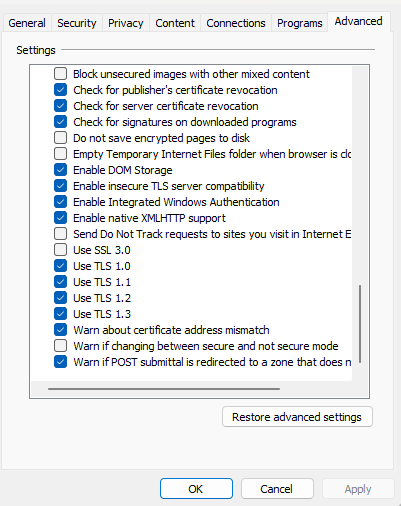 General Security Privacy Content Connections Programs Advanced
Settings
Block unsecured images with other mixed content
Check for publisher's certificate revocation
Check for server certificate revocation
Check for signatures on downloaded programs
Do not save encrypted pages to disk
Empty Temporary Internet Files folder when browser is clo
Enable DOM Storage
Enable insecure TLS server compatibility
Enable Integrated Windows Authentication
Enable native XMLHTTP support
Send Do Not Track requests to sites you visit in Internet E
Use SSL 3.0
Use TLS 1.0
Use TLS 1.1
Use TLS 1.2
Use TLS 1.3
Warn about certificate address mismatch
Warn if changing between secure and not secure mode
Warn if POST submittal is redirected to a zone that does n
Restore advanced settings
OK Cancel Apply